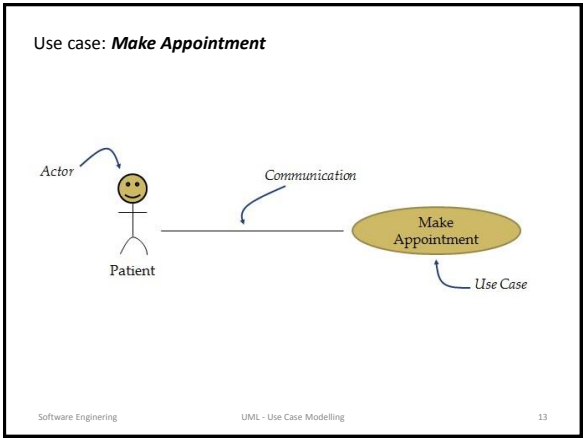 Use case: Make Appointment
Actor
Communication
Make
Appointment
Patient
Use Case
Software Enginering
UML - Use Case Modelling
13